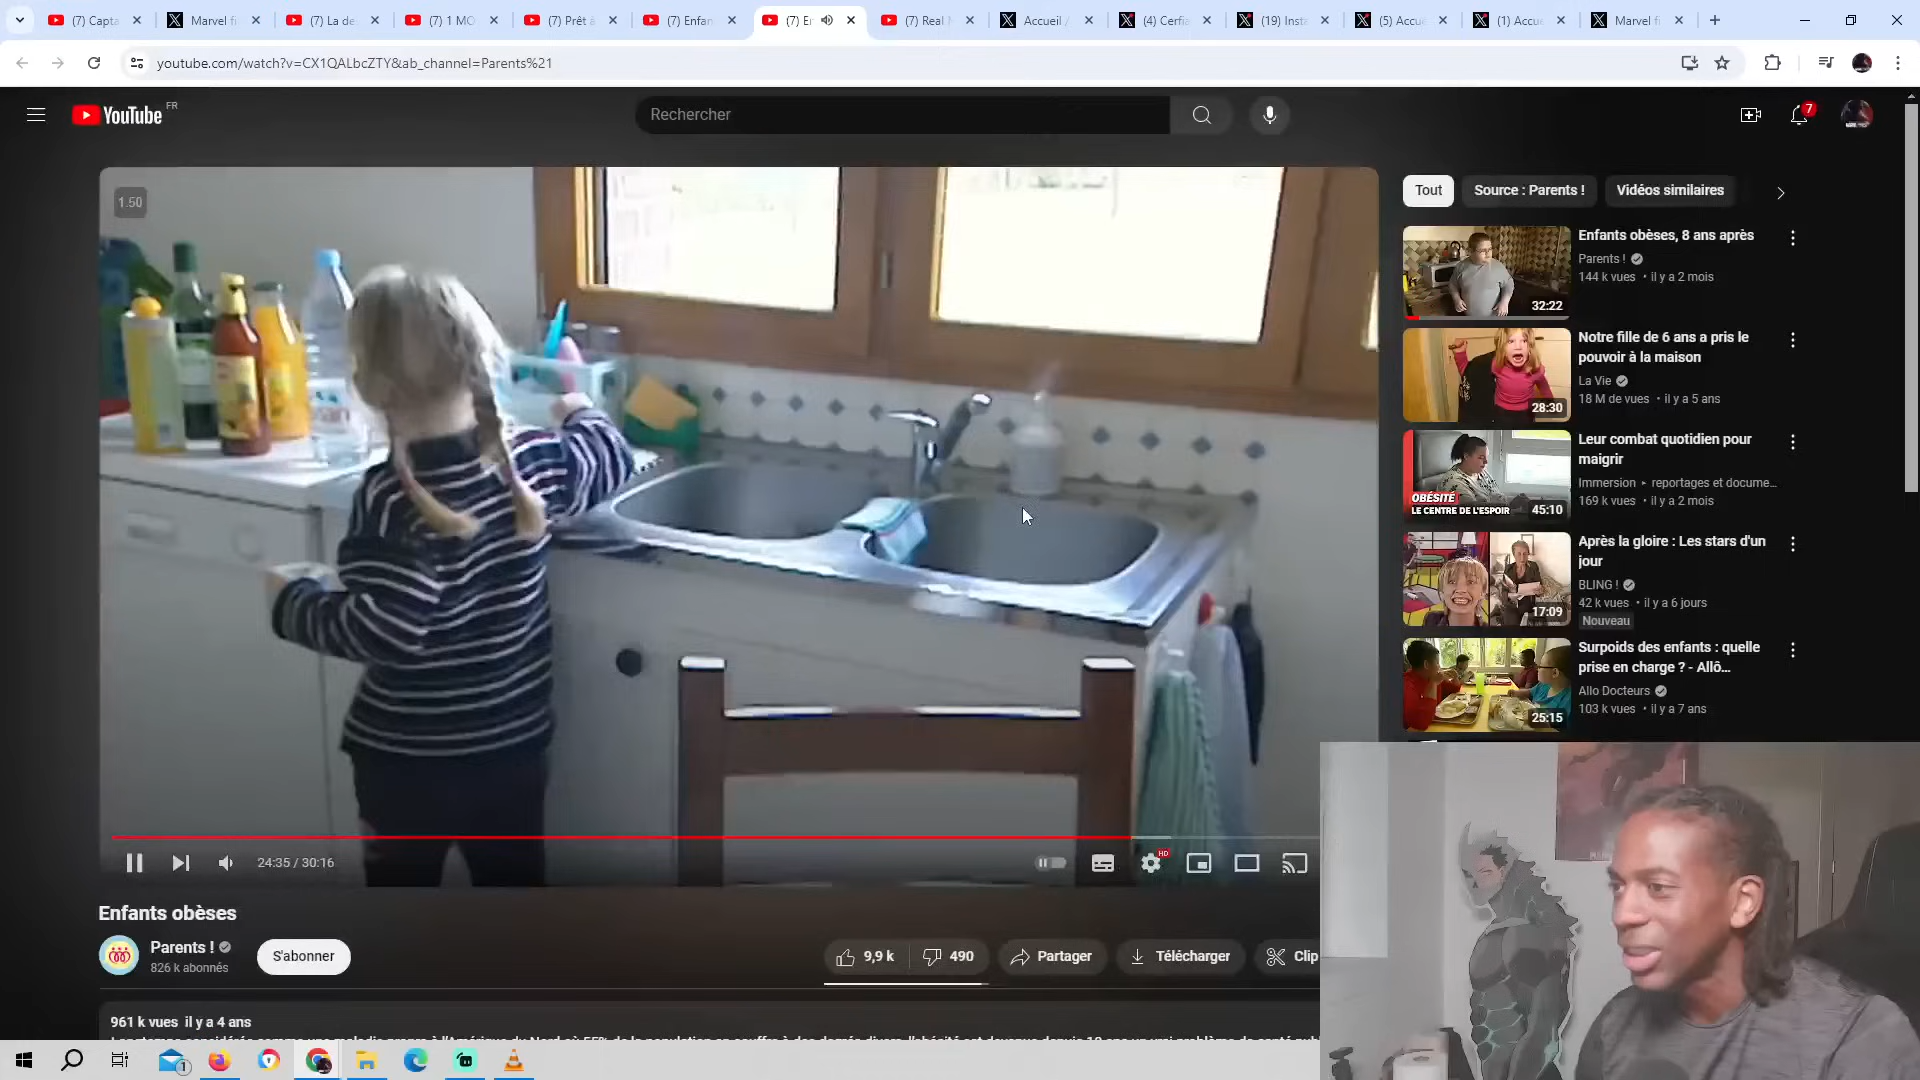 (7) Capta
Marvel fi
(7) La de
(7) 1 MO
(7) Prêt à
(7) Enfan
(7) E
(7) Real M
Accueil /
(4) Cerfia
(19) Insta
(5) Accue
(1) Accue
Marvel fi
youtube.com/watch?v=CX1QALbcZTY&ab_channel=Parents%21
YouTube FR
Rechercher
7
1.50
Tout
Source : Parents !
Vidéos similaires
Enfants obèses, 8 ans après
Parents !
144 k vues • il y a 2 mois
32:22
Notre fille de 6 ans a pris le
pouvoir à la maison
La Vie
18 M de vues • il y a 5 ans
28:30
Leur combat quotidien pour
maigrir
Immersion ▸ reportages et docume...
169 k vues • il y a 2 mois
OBÉSITÉ
LE CENTRE DE L'ESPOIR
45:10
Après la gloire : Les stars d'un
jour
BLING !
42 k vues • il y a 6 jours
Nouveau
17:09
Surpoids des enfants : quelle
prise en charge ? - Allô...
Allo Docteurs
103 k vues • il y a 7 ans
25:15
24:35 / 30:16
HD
Enfants obèses
Parents !
826 k abonnés
S'abonner
9,9 k
490
Partager
Télécharger
Clip
961 k vues il y a 4 ans
1